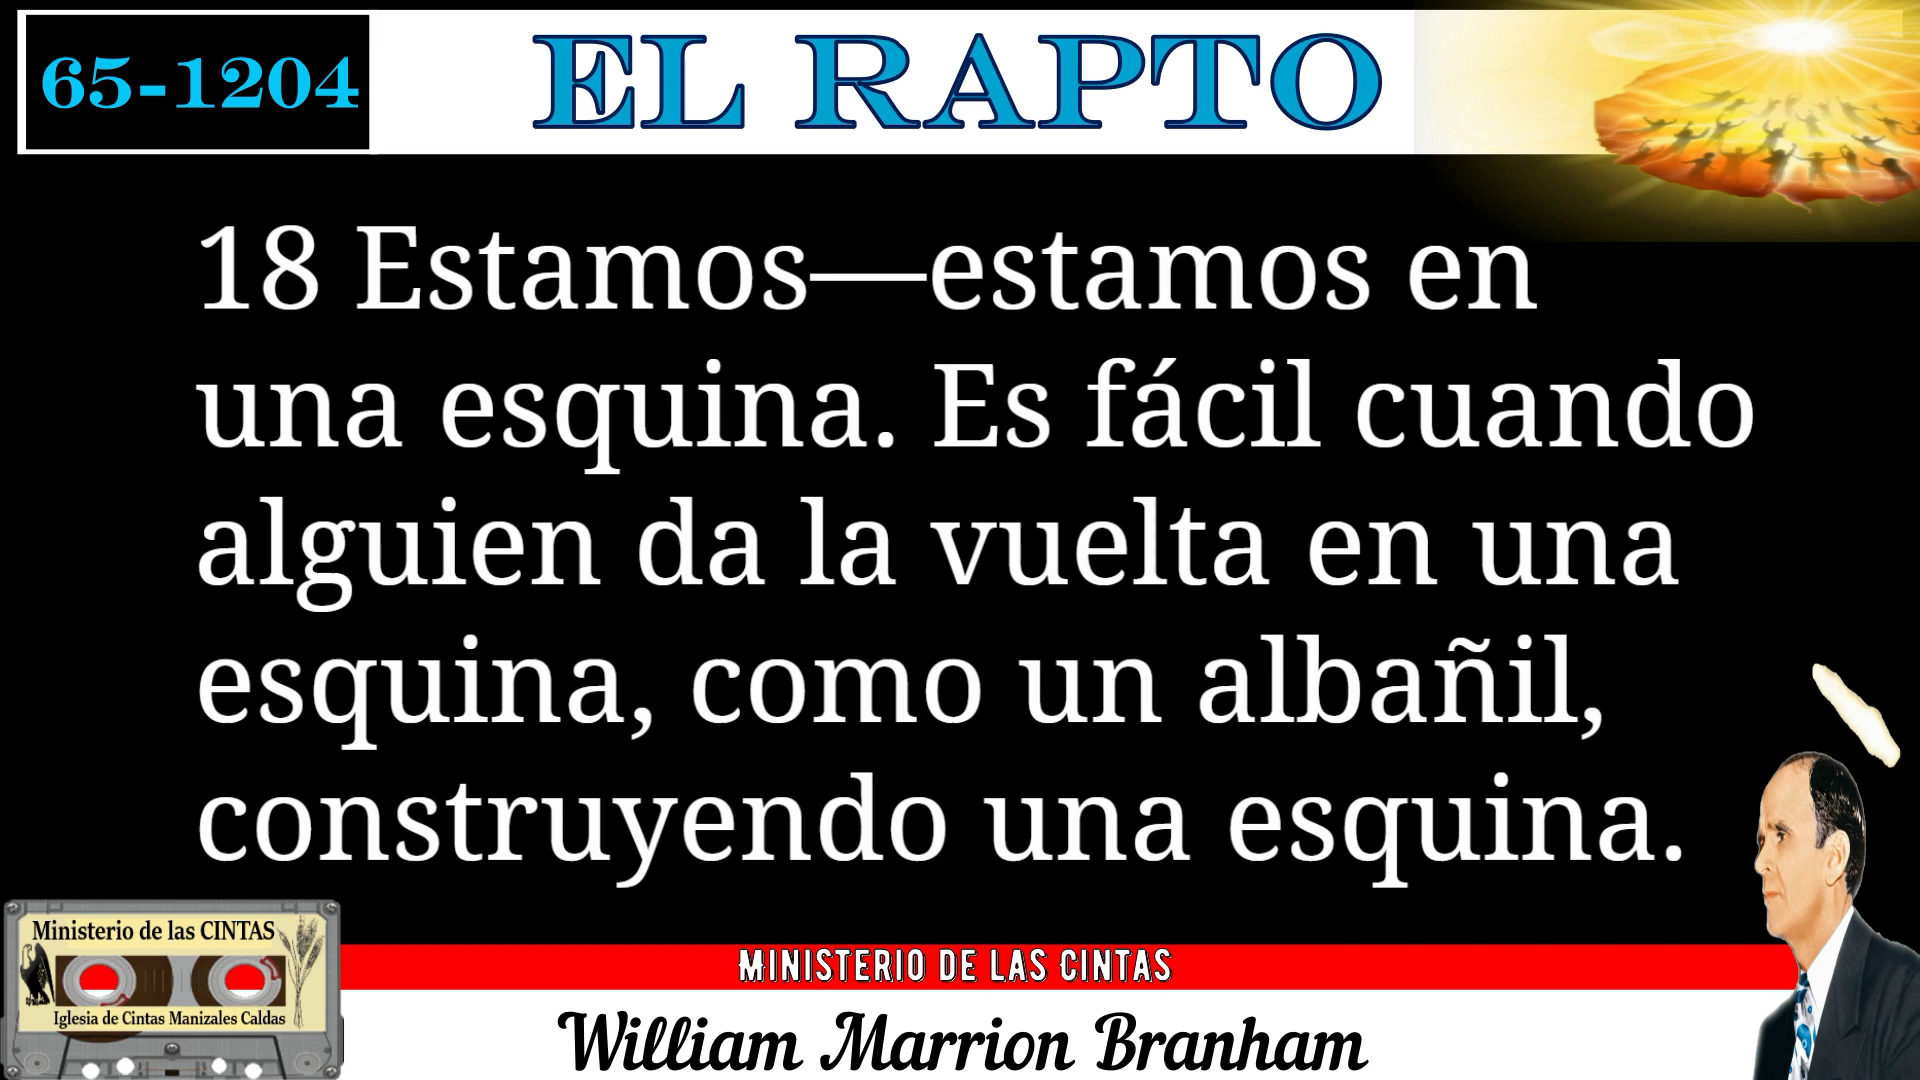 65-1204
EL RAPTO
18 Estamos—estamos en
una esquina. Es fácil cuando
alguien da la vuelta en una
esquina, como un albañil,
construyendo una esquina.
Ministerio de las CINTAS
Iglesia de Cintas Manizales Caldas
MINISTERIO DE LAS CINTAS
William Marrion Branham